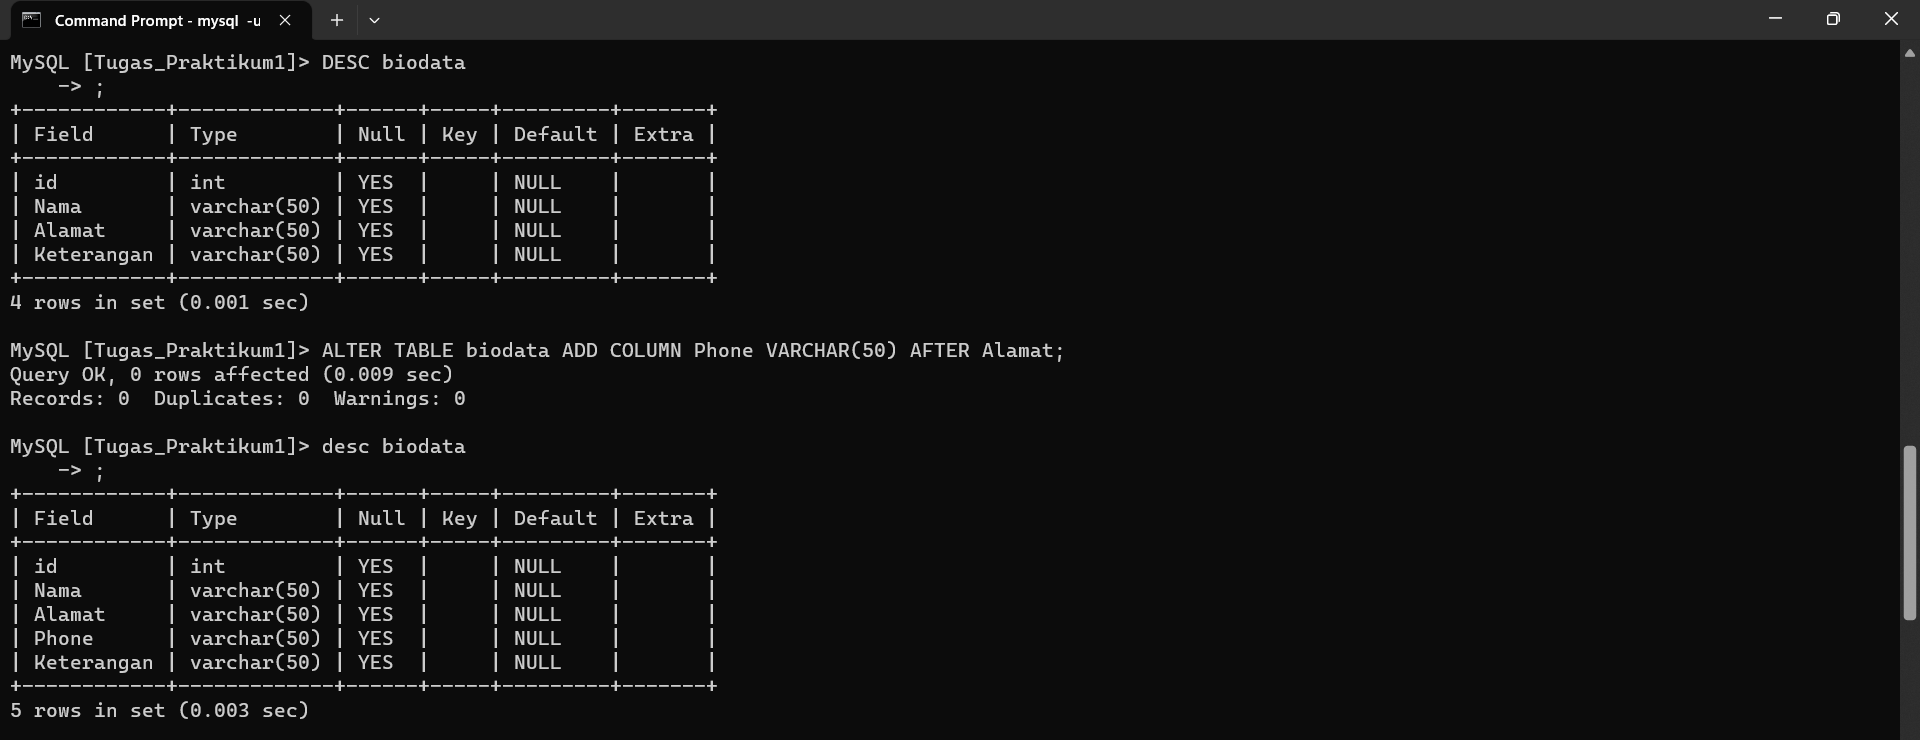 Command Prompt - mysql  -u
MySQL [Tugas_Praktikum1]> DESC biodata
    -> ;
+------------+-------------+------+-----+---------+-------+
| Field      | Type        | Null | Key | Default | Extra |
+------------+-------------+------+-----+---------+-------+
| id         | int         | YES  |     | NULL    |       |
| Nama       | varchar(50) | YES  |     | NULL    |       |
| Alamat     | varchar(50) | YES  |     | NULL    |       |
| Keterangan | varchar(50) | YES  |     | NULL    |       |
+------------+-------------+------+-----+---------+-------+
4 rows in set (0.001 sec)

MySQL [Tugas_Praktikum1]> ALTER TABLE biodata ADD COLUMN Phone VARCHAR(50) AFTER Alamat;
Query OK, 0 rows affected (0.009 sec)
Records: 0  Duplicates: 0  Warnings: 0

MySQL [Tugas_Praktikum1]> desc biodata
    -> ;
+------------+-------------+------+-----+---------+-------+
| Field      | Type        | Null | Key | Default | Extra |
+------------+-------------+------+-----+---------+-------+
| id         | int         | YES  |     | NULL    |       |
| Nama       | varchar(50) | YES  |     | NULL    |       |
| Alamat     | varchar(50) | YES  |     | NULL    |       |
| Phone      | varchar(50) | YES  |     | NULL    |       |
| Keterangan | varchar(50) | YES  |     | NULL    |       |
+------------+-------------+------+-----+---------+-------+
5 rows in set (0.003 sec)